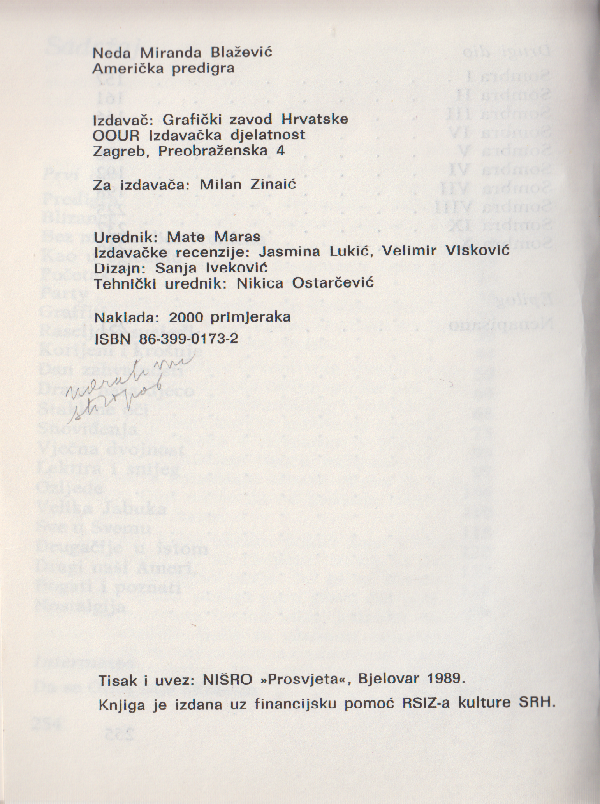 Neda Miranda Blažević
Američka predigra
Izdavač: Grafički zavod Hrvatske
OOUR Izdavačka djelatnost
Zagreb, Preobraženska 4
Za izdavača: Milan Zinaić
Urednik: Mate Maras
Izdavačke recenzije: Jasmina Lukić, Velimir Visković
Dizajn: Sanja Iveković
Tehnički urednik: Nikica Ostarčević
Naklada: 2000 primjeraka
ISBN 86-399-0173-2
Tisak i uvez: NIŠRO »Prosvjeta«, Bjelovar 1989.
Knjiga je izdana uz financijsku pomoć RSIZ-a kulture SRH.